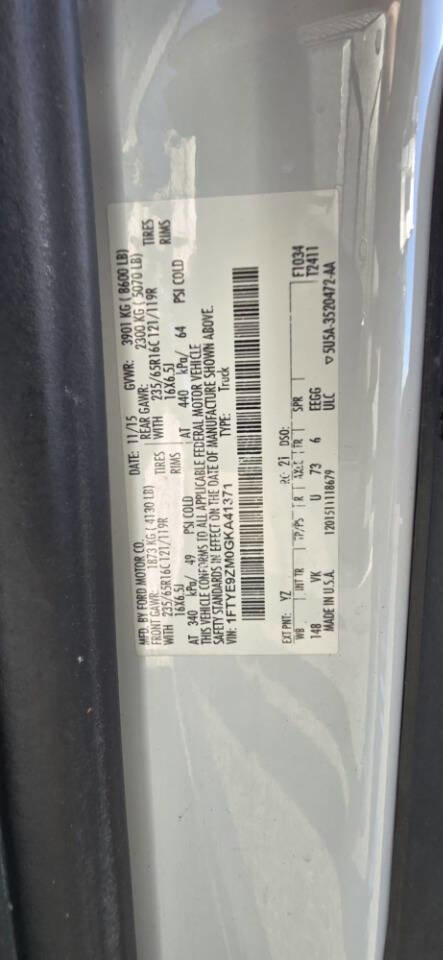 MFD. BY FORD MOTOR CO.
DATE: 11/15 GVWR: 3901 KG ( 8600 LB)
FRONT GAWR: 1873 KG ( 4130 LB) REAR GAWR: 2300 KG ( 5070 LB)
WITH TIRES WITH TIRES
235/65R16C 121/119R 235/65R16C 121/119R
16X6.5J RIMS 16X6.5J RIMS
AT 340 kPa/ 49 PSI COLD AT 440 kPa/ 64 PSI COLD
THIS VEHICLE CONFORMS TO ALL APPLICABLE FEDERAL MOTOR VEHICLE
SAFETY STANDARDS IN EFFECT ON THE DATE OF MANUFACTURE SHOWN ABOVE.
VIN: 1FTYE9ZM0GKA41371 TYPE: Truck
EXT PNT: YZ RC: 21 DSO: F1034
WB INT TR TP/PS R AXLE TR SPR T2411
148 VK U 73 6 EEGG
MADE IN U.S.A. 120151118679 ULC ▽5U5A-3520472-AA